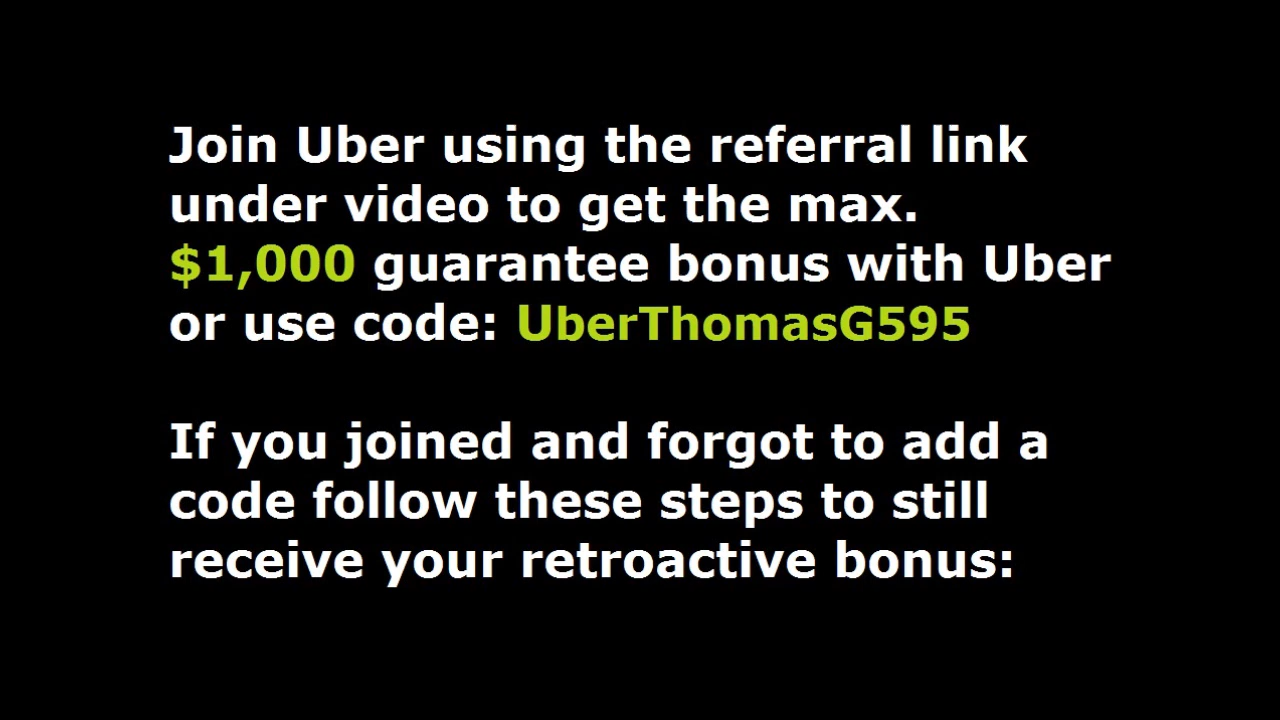 Join Uber using the referral link
under video to get the max.
$1,000 guarantee bonus with Uber
or use code: UberThomasG595
If you joined and forgot to add a
code follow these steps to still
receive your retroactive bonus: